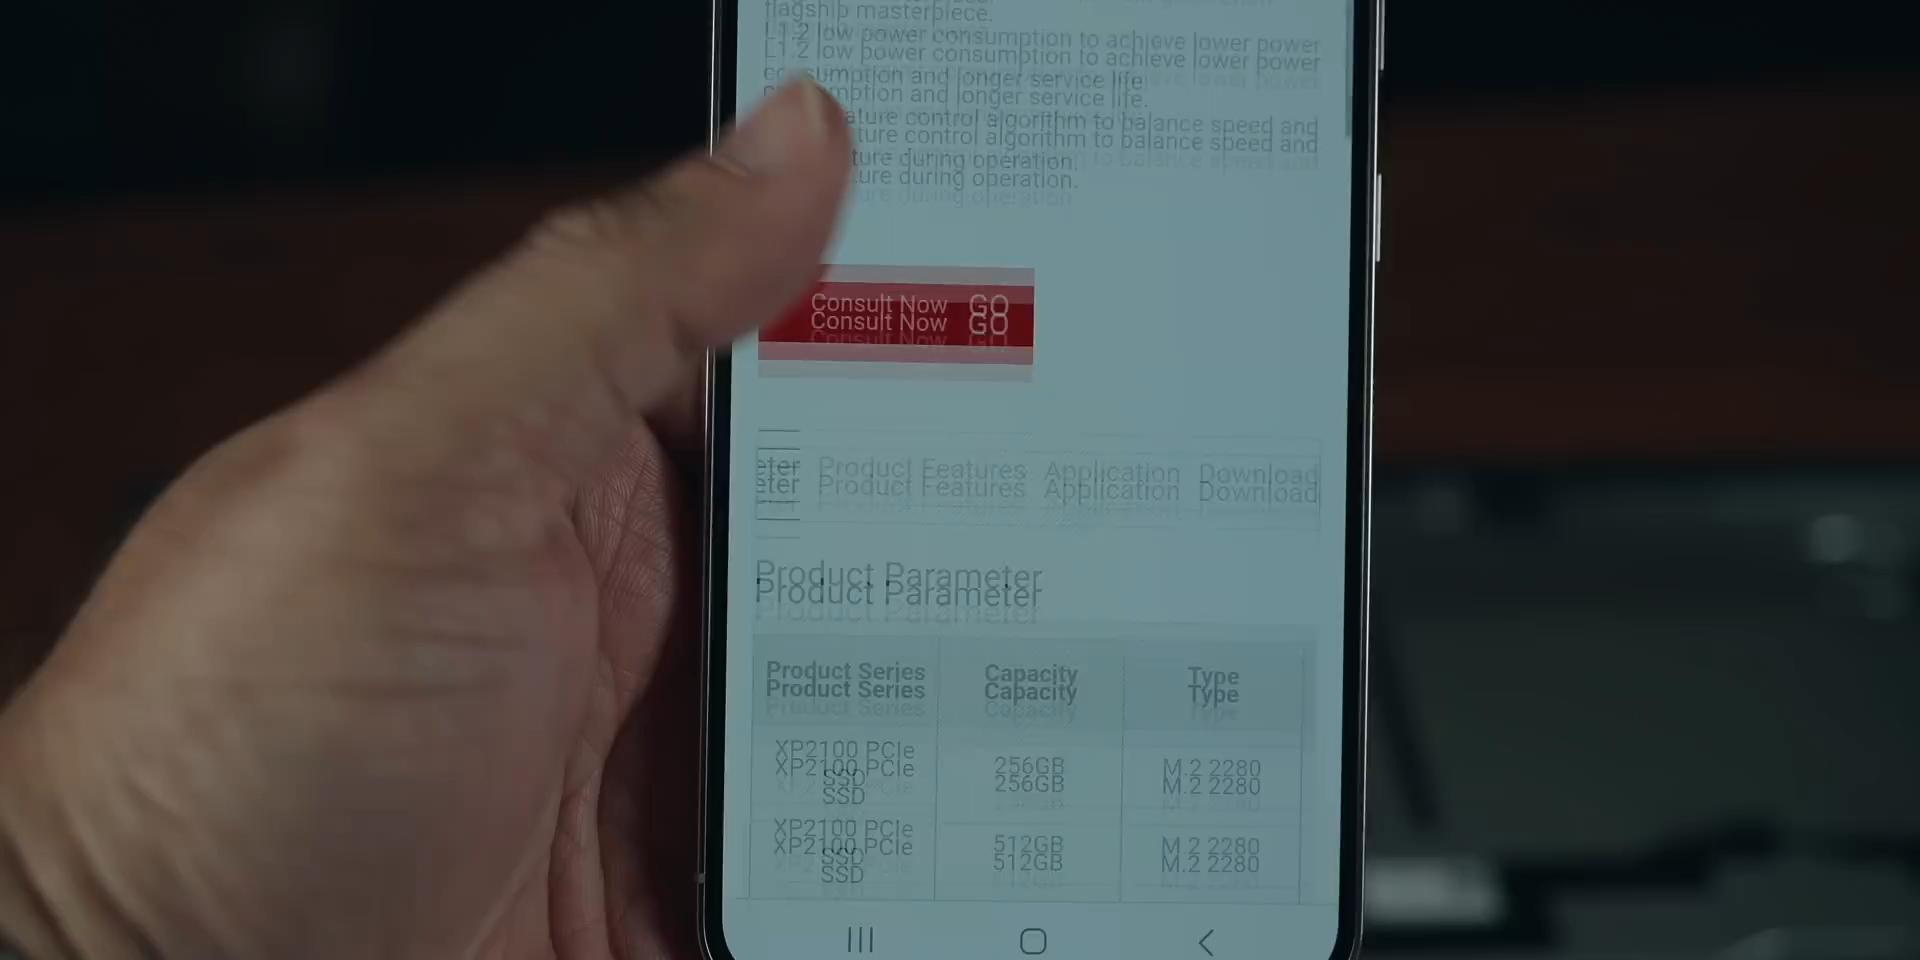 flagship masterpiece.
L1.2 low power consumption to achieve lower power
consumption and longer service life.
ature control algorithm to balance speed and
ture during operation.
Consult Now GO
eter Product Features Application Download
Product Parameter
Product Series Capacity Type
XP2100 PCIe
SSD 256GB M.2 2280
XP2100 PCIe
SSD 512GB M.2 2280